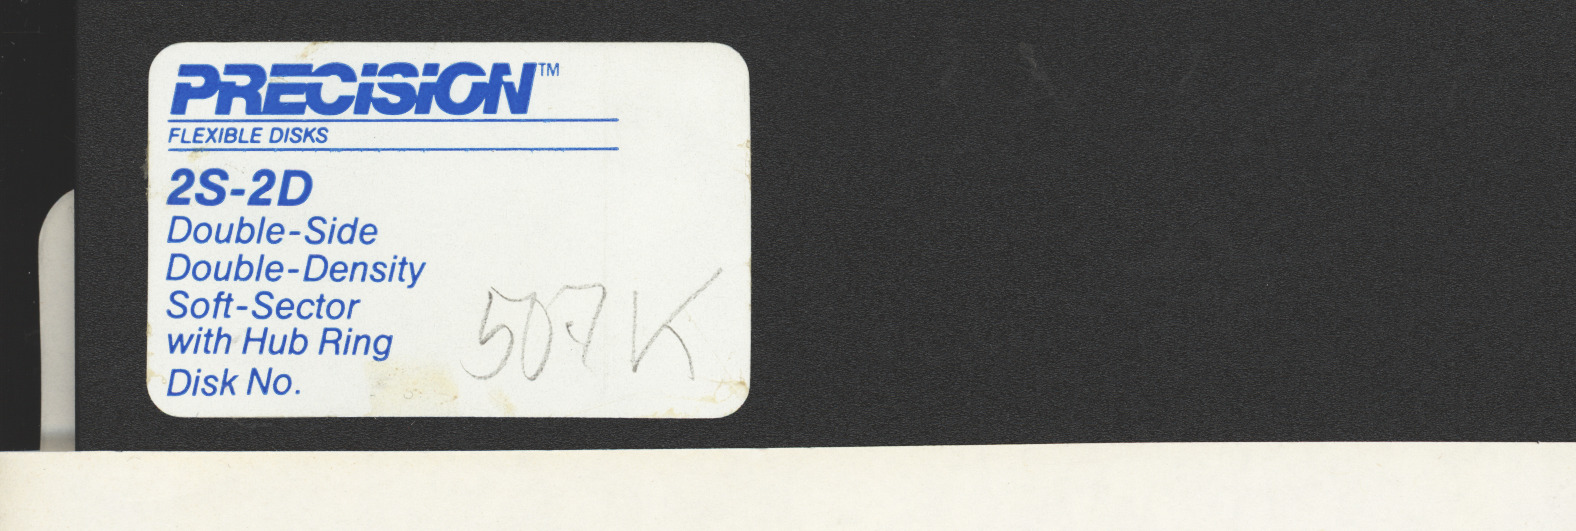 PRECISION™
FLEXIBLE DISKS
2S-2D
Double-Side
Double-Density
Soft-Sector
with Hub Ring
Disk No.
507K